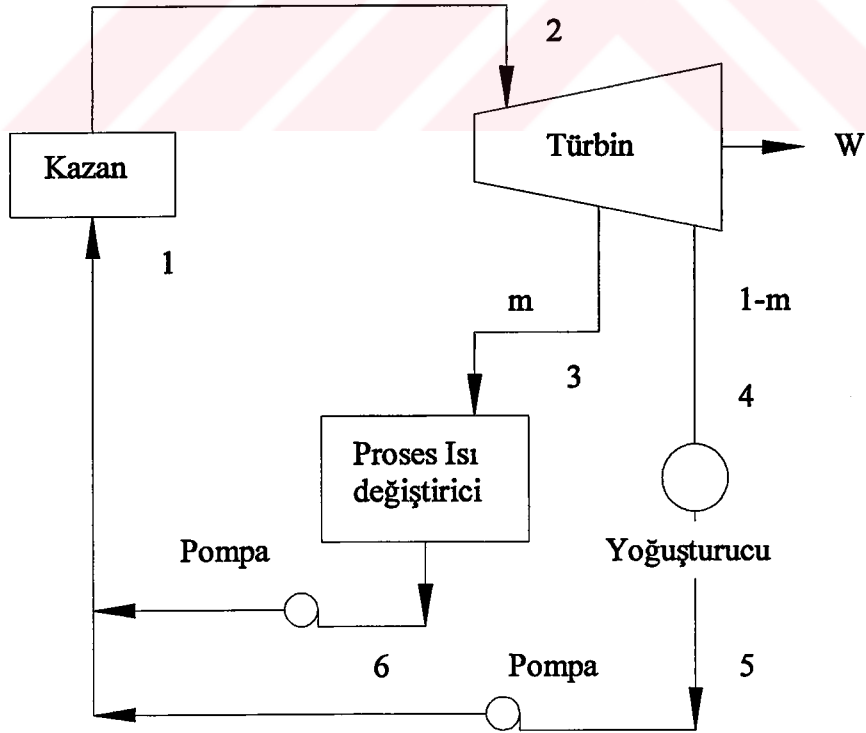 2
Türbin
W
Kazan
1
m
1-m
3
4
Proses Isı
değiştirici
Pompa
Yoğuşturucu
6
Pompa
5